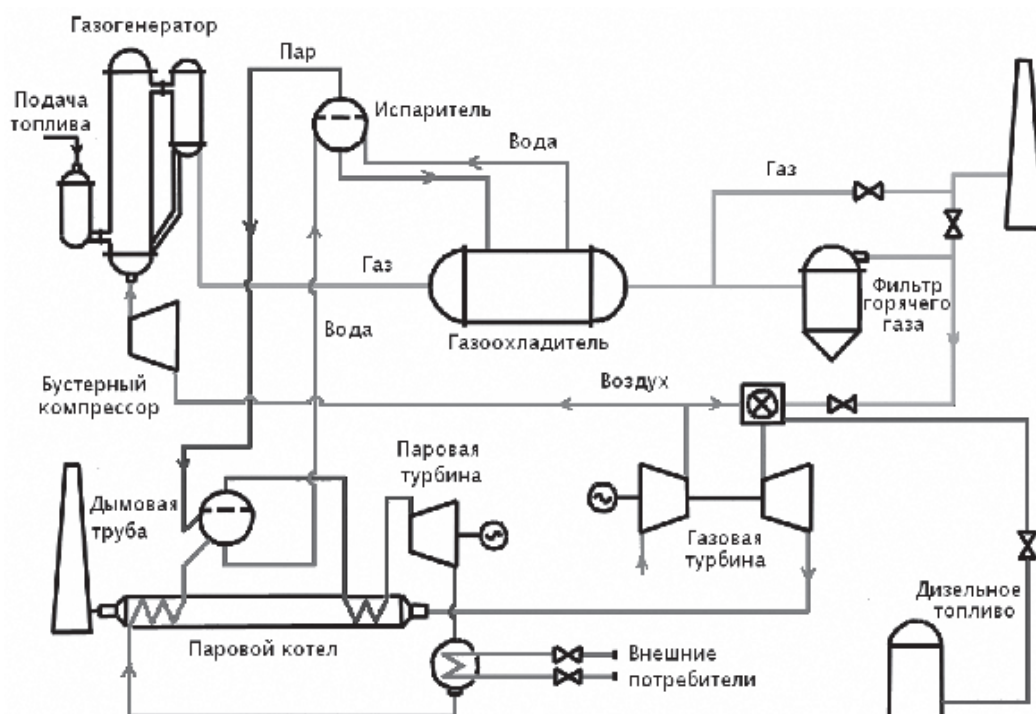 Газогенератор
Пар
Подача
топлива
Испаритель
Вода
Газ
Газ
Фильтр
горячего
газа
Вода
Газоохладитель
Бустерный
компрессор
Воздух
Паровая
турбина
Дымовая
труба
Газовая
турбина
Дизельное
топливо
Паровой котел
Внешние
потребители